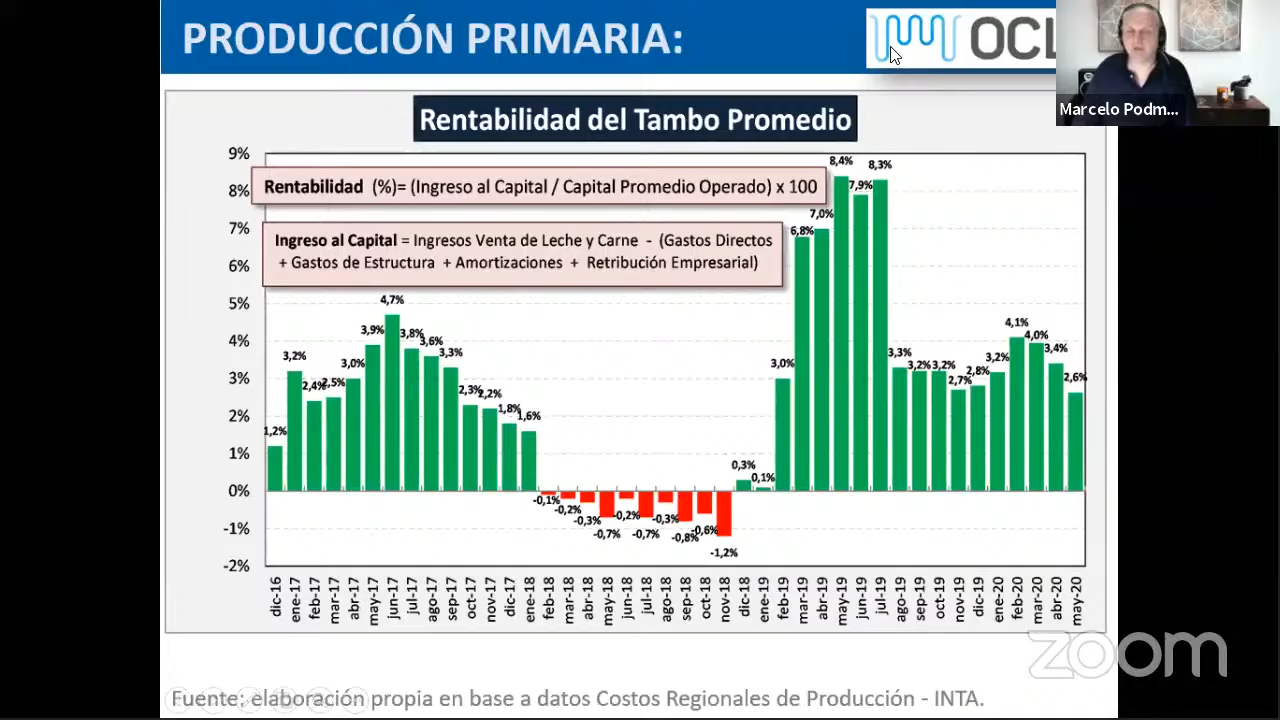 PRODUCCIÓN PRIMARIA:
OCL
Marcelo Podm...
Rentabilidad del Tambo Promedio
Rentabilidad (%)= (Ingreso al Capital / Capital Promedio Operado) x 100
Ingreso al Capital = Ingresos Venta de Leche y Carne - (Gastos Directos
+ Gastos de Estructura + Amortizaciones + Retribución Empresarial)
9%
8%
7%
6%
5%
4%
3%
2%
1%
0%
-1%
-2%
1,2%
3,2%
2,4%
2,5%
3,0%
3,9%
4,7%
3,8%
3,6%
3,3%
2,3%
2,2%
1,8%
1,6%
-0,1%
-0,2%
-0,3%
-0,7%
-0,2%
-0,7%
-0,3%
-0,8%
-0,6%
-1,2%
0,3%
0,1%
3,0%
6,8%
7,0%
8,4%
7,9%
8,3%
3,3%
3,2%
3,2%
2,7%
2,8%
3,2%
4,1%
4,0%
3,4%
2,6%
dic-16
ene-17
feb-17
mar-17
abr-17
may-17
jun-17
jul-17
ago-17
sep-17
oct-17
nov-17
dic-17
ene-18
feb-18
mar-18
abr-18
may-18
jun-18
jul-18
ago-18
sep-18
oct-18
nov-18
dic-18
ene-19
feb-19
mar-19
abr-19
may-19
jun-19
jul-19
ago-19
sep-19
oct-19
nov-19
dic-19
ene-20
feb-20
mar-20
abr-20
may-20
zoom
Fuente: elaboración propia en base a datos Costos Regionales de Producción - INTA.